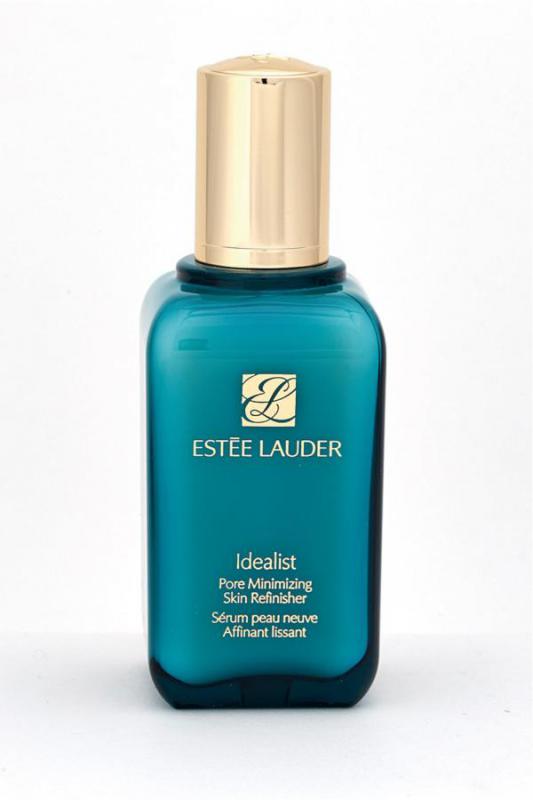 ESTĒE LAUDER
Idealist
Pore Minimizing
Skin Refinisher
Sérum peau neuve
Affinant lissant